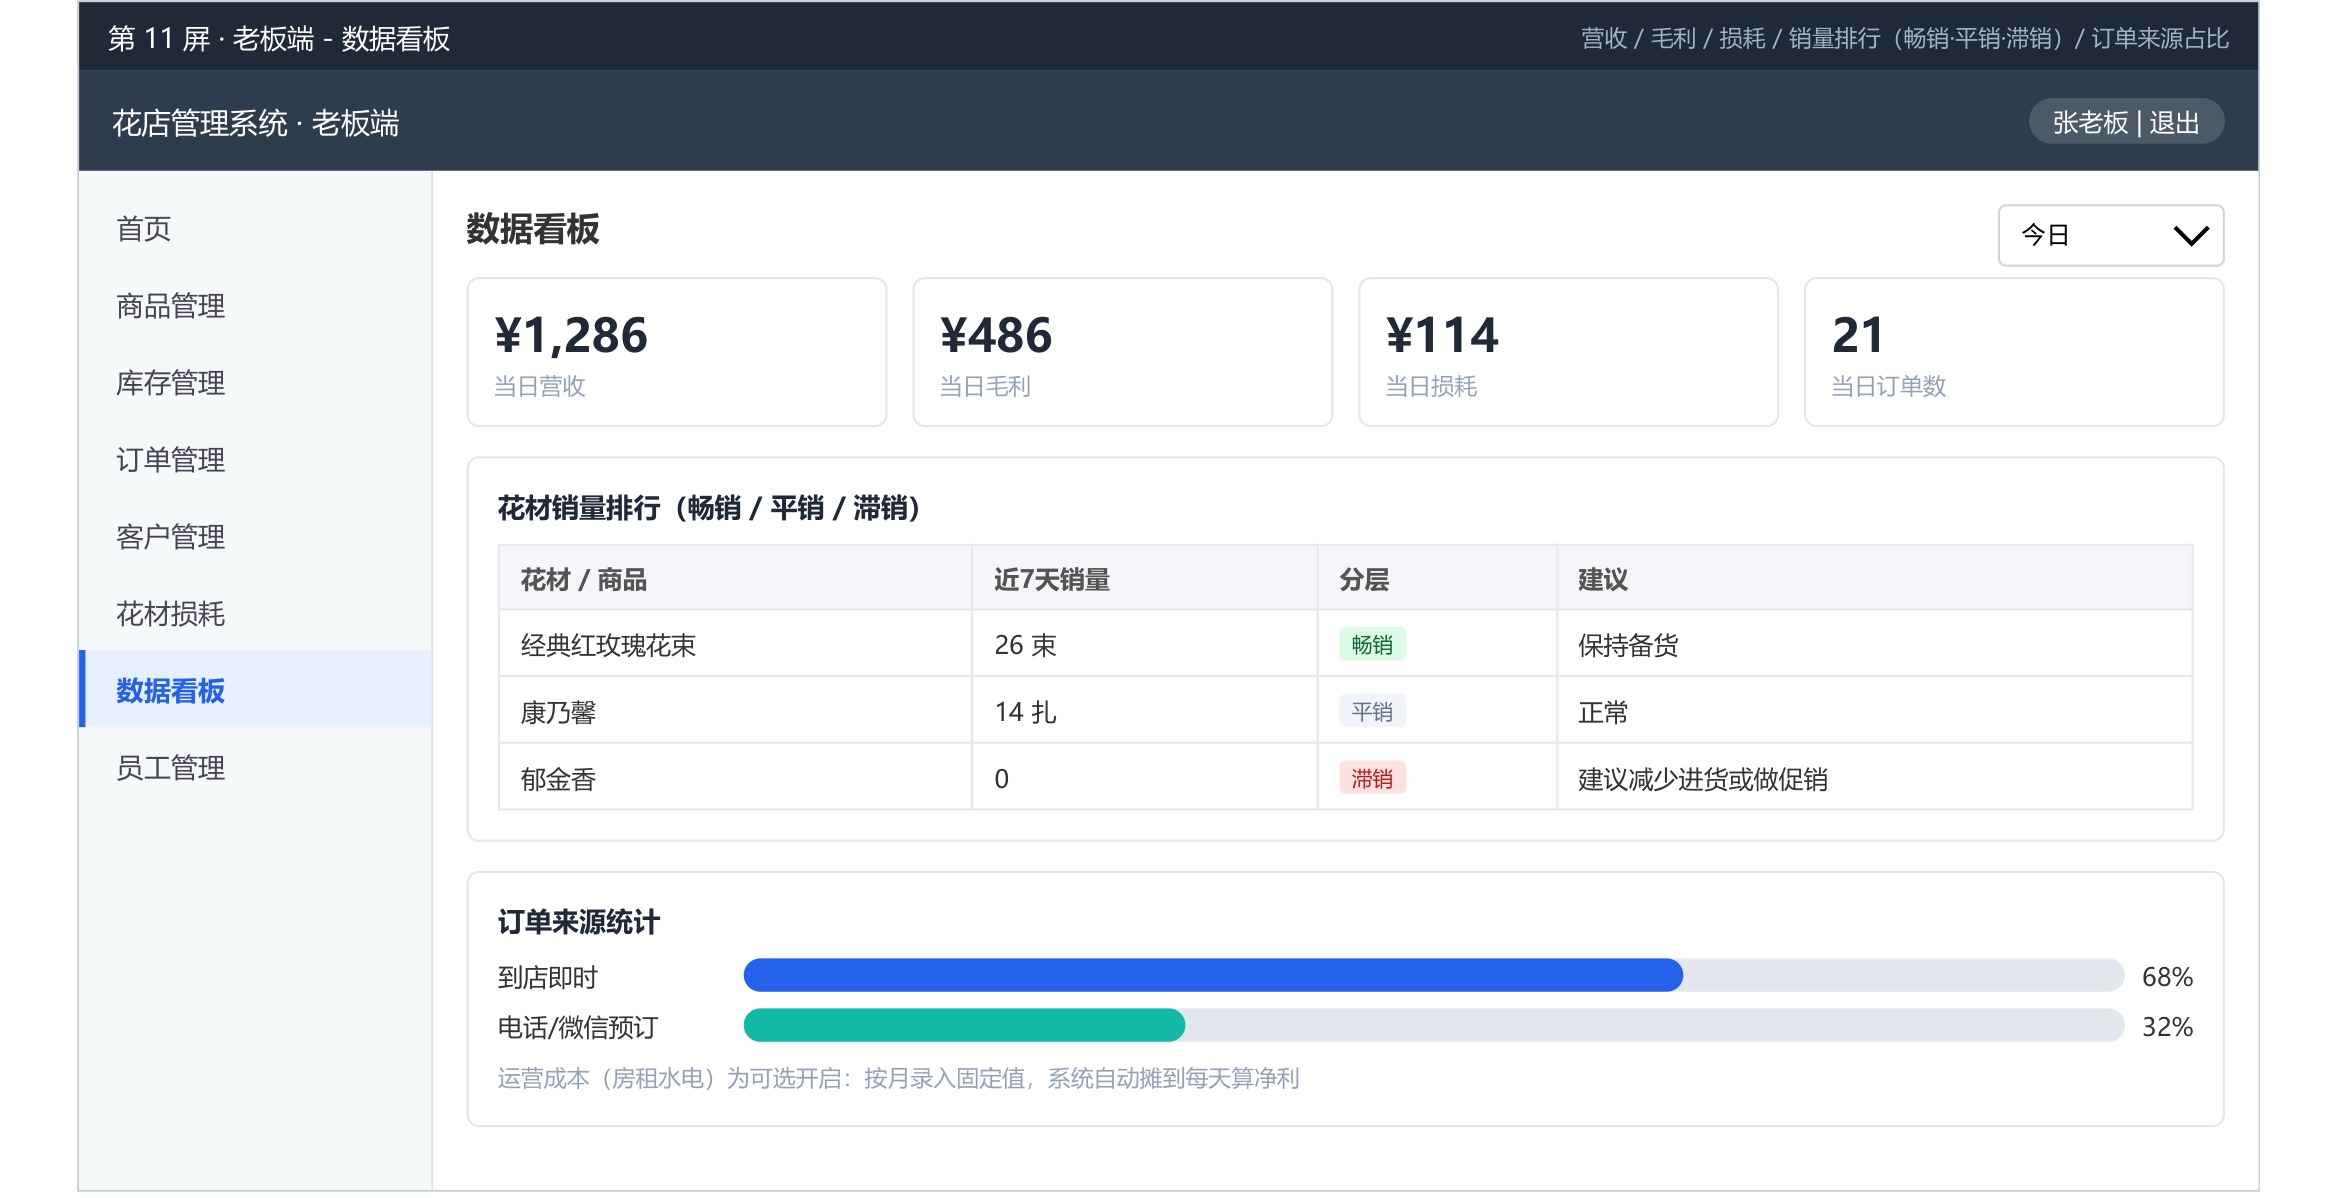 第 11 屏 · 老板端 - 数据看板
营收 / 毛利 / 损耗 / 销量排行（畅销·平销·滞销）/ 订单来源占比
花店管理系统 · 老板端
张老板 | 退出
首页
商品管理
库存管理
订单管理
客户管理
花材损耗
数据看板
员工管理
数据看板
今日
¥1,286
当日营收
¥486
当日毛利
¥114
当日损耗
21
当日订单数
花材销量排行（畅销 / 平销 / 滞销）
花材 / 商品 近7天销量 分层 建议
经典红玫瑰花束 26 束 畅销 保持备货
康乃馨 14 扎 平销 正常
郁金香 0 滞销 建议减少进货或做促销
订单来源统计
到店即时 68%
电话/微信预订 32%
运营成本（房租水电）为可选开启：按月录入固定值，系统自动摊到每天算净利